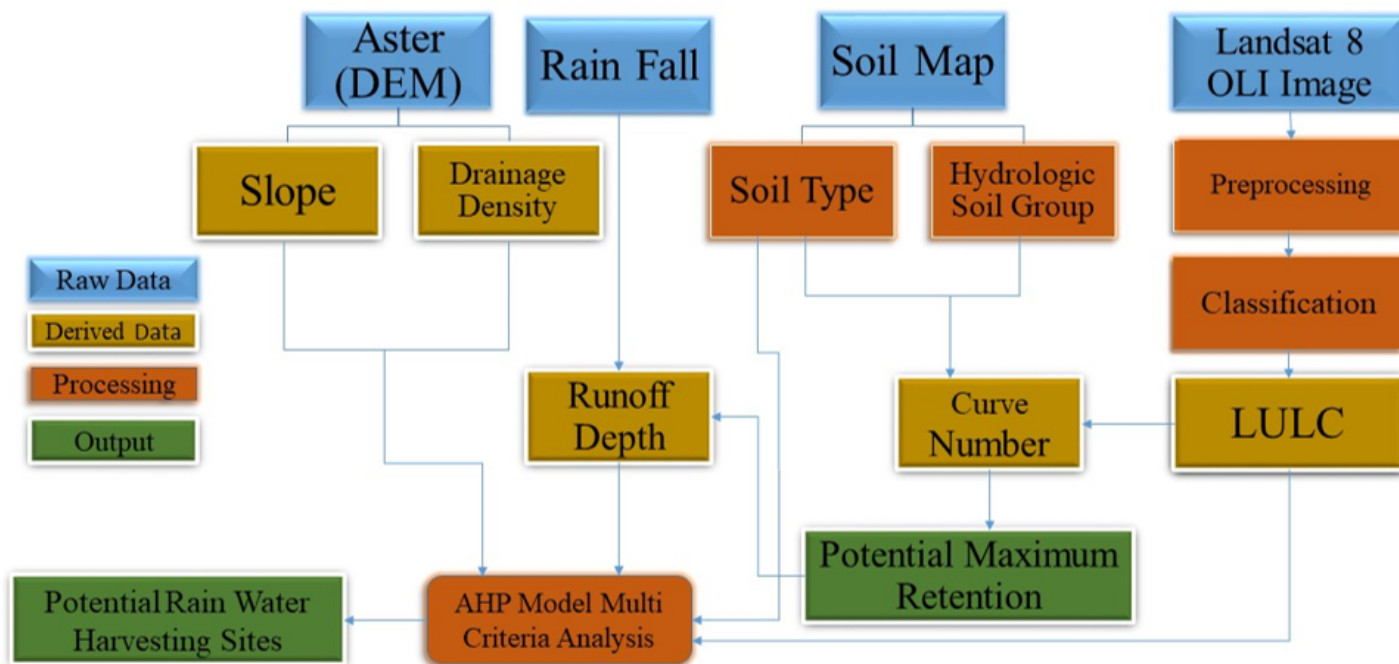 Aster
(DEM)
Rain Fall
Soil Map
Landsat 8
OLI Image
Slope
Drainage
Density
Soil Type
Hydrologic
Soil Group
Preprocessing
Raw Data
Derived Data
Processing
Output
Classification
Runoff
Depth
Curve
Number
LULC
Potential Maximum
Retention
Potential Rain Water
Harvesting Sites
AHP Model Multi
Criteria Analysis